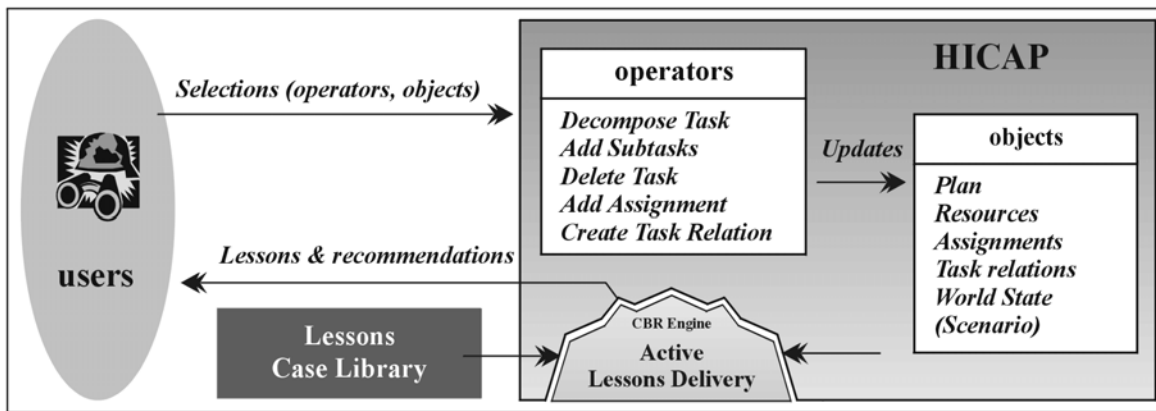 HICAP
operators
Selections (operators, objects)
Decompose Task
Add Subtasks
Delete Task
Add Assignment
Create Task Relation
Updates
objects
Plan
Resources
Assignments
Task relations
World State
(Scenario)
users
Lessons & recommendations
Lessons
Case Library
CBR Engine
Active
Lessons Delivery